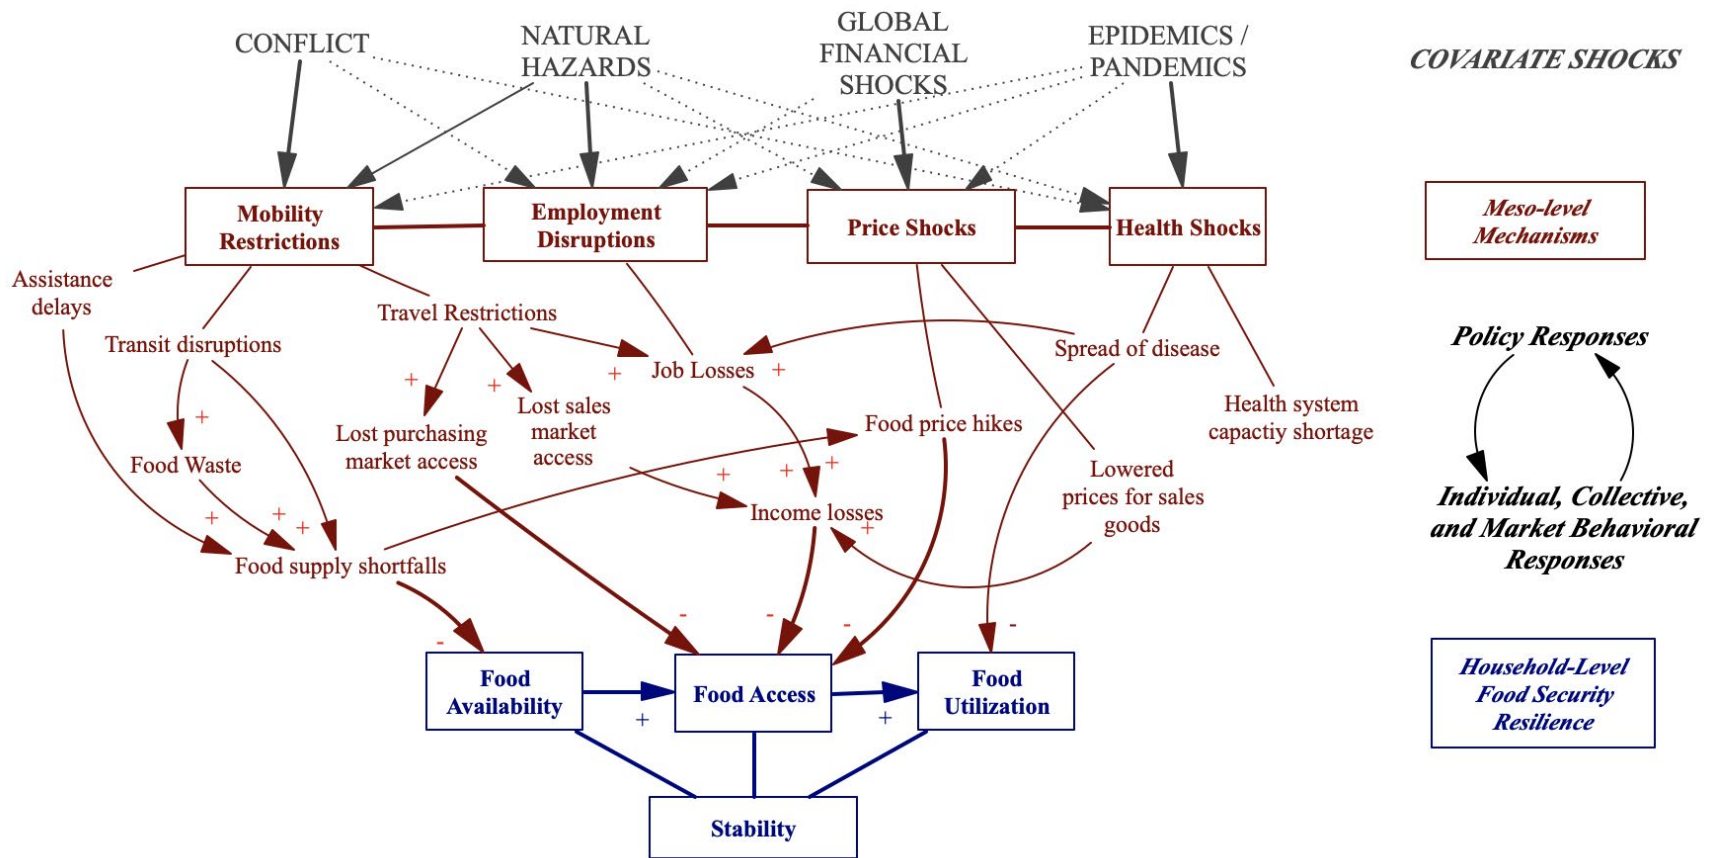 CONFLICT
NATURAL
HAZARDS
GLOBAL
FINANCIAL
SHOCKS
EPIDEMICS /
PANDEMICS
COVARIATE SHOCKS
Mobility
Restrictions
Employment
Disruptions
Price Shocks
Health Shocks
Meso-level
Mechanisms
Assistance
delays
Transit disruptions
Travel Restrictions
Job Losses
Spread of disease
Policy Responses
+
+
+
+
Lost sales
market
access
Lost purchasing
market access
Food price hikes
Health system
capactiy shortage
+
Food Waste
+
+
+
Lowered
prices for sales
goods
Individual, Collective,
and Market Behavioral
Responses
+
+
+
Income losses
+
Food supply shortfalls
-
-
-
-
-
Food
Availability
+
Food Access
+
Food
Utilization
Household-Level
Food Security
Resilience
Stability